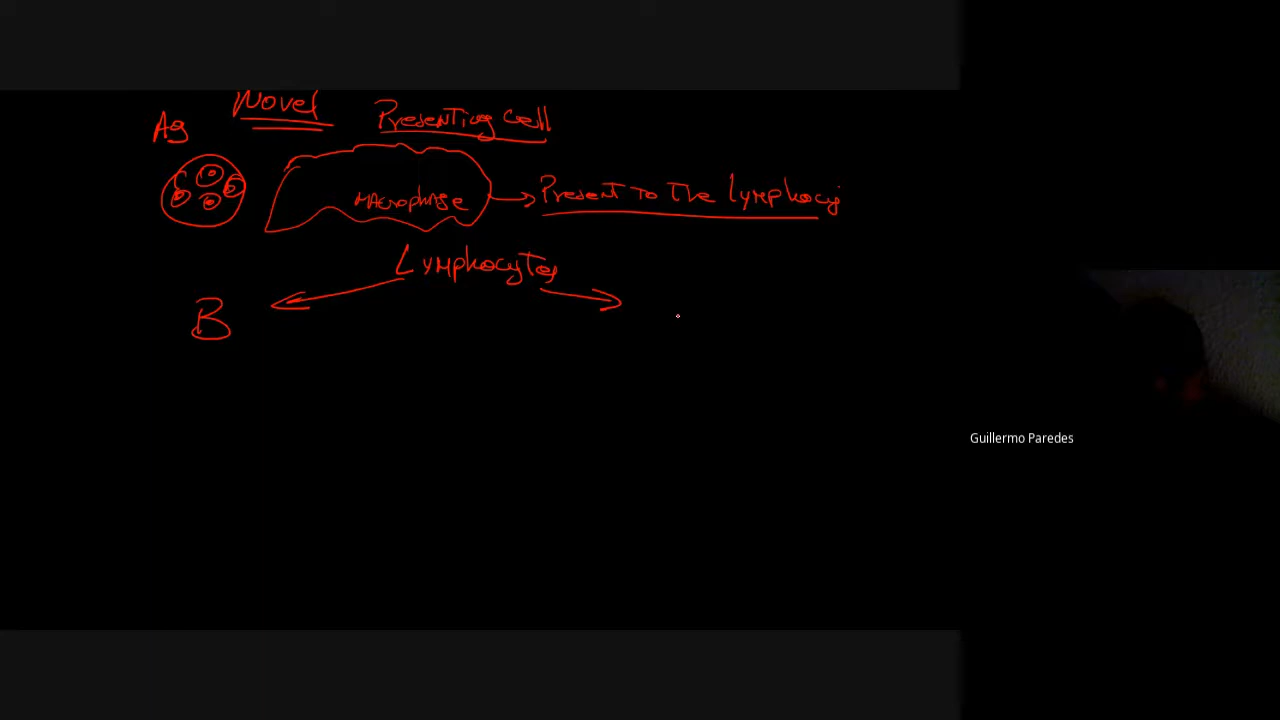 Novel
Ag
Presenting cell
Macrophage
Present to the lymphocy
Lymphocytes
B
Guillermo Paredes